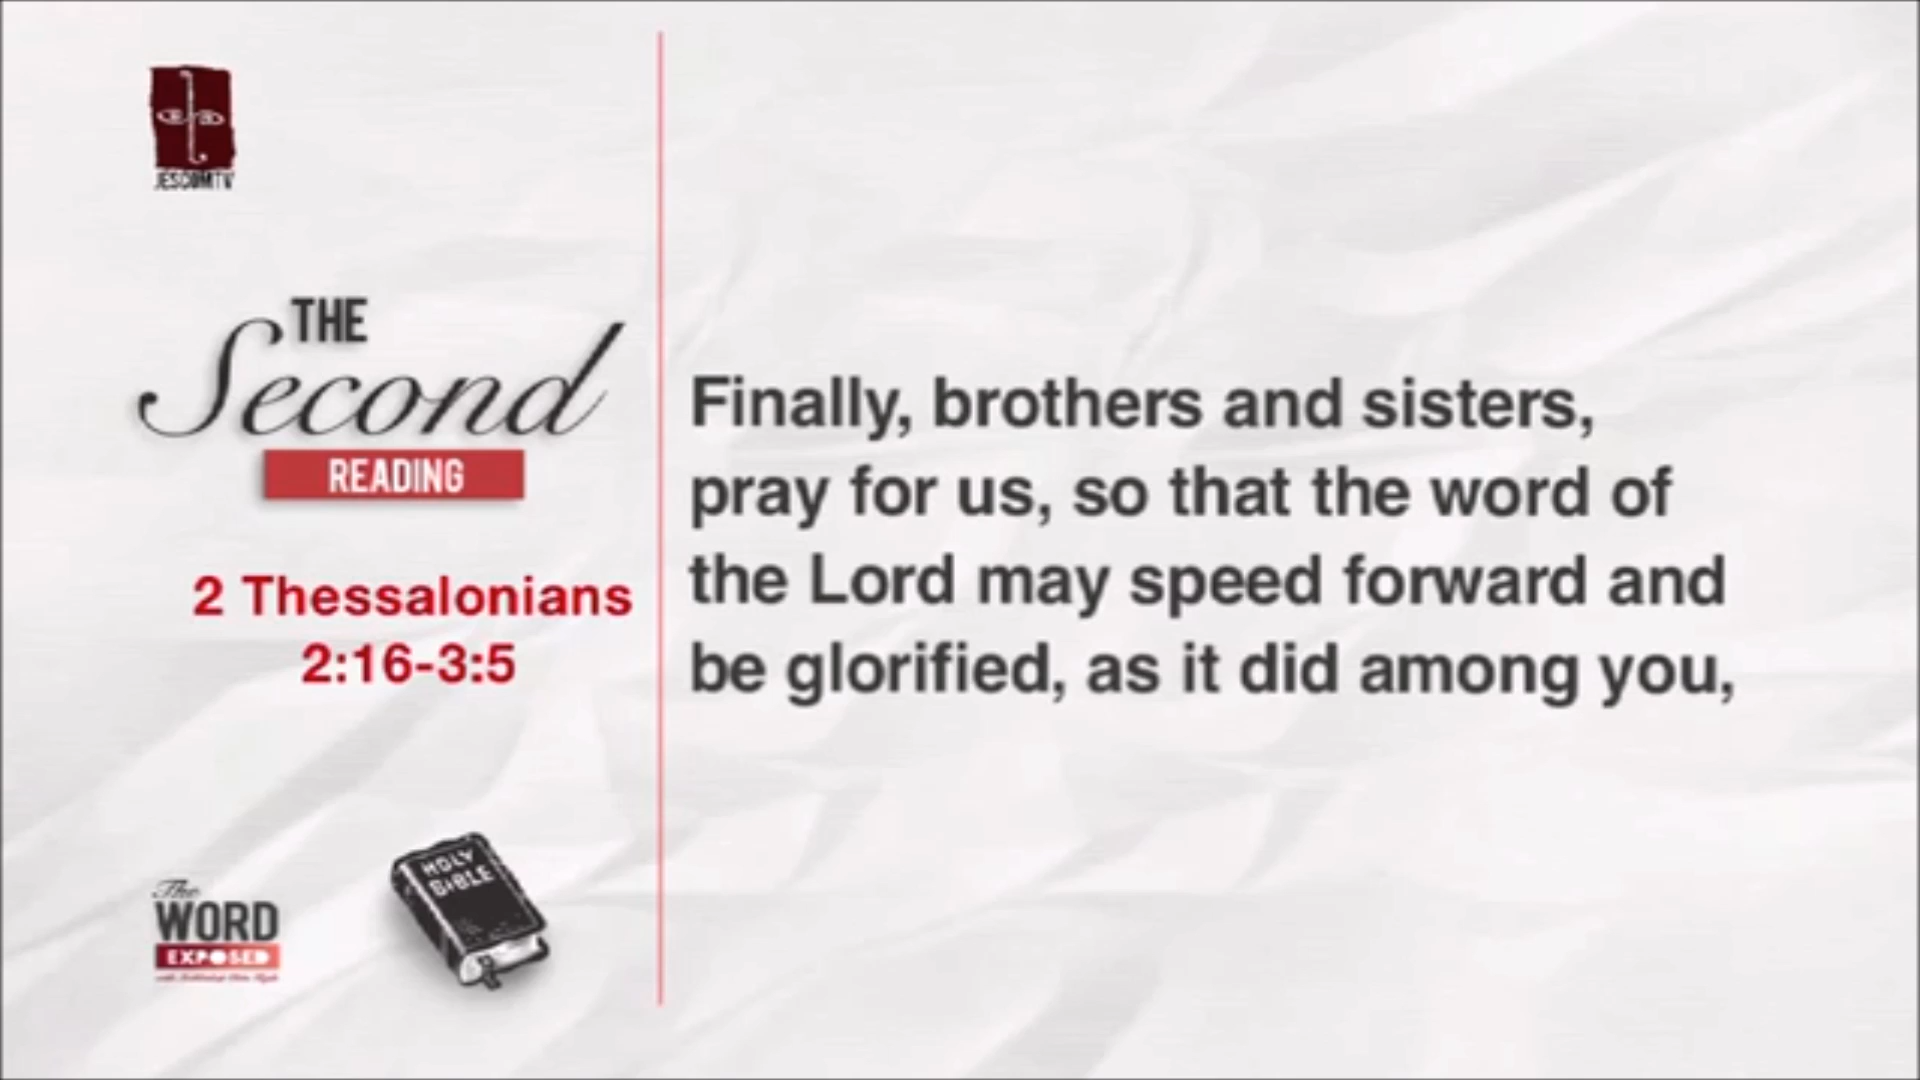 JESCOMTV
THE
Second
READING
2 Thessalonians
2:16-3:5
Finally, brothers and sisters,
pray for us, so that the word of
the Lord may speed forward and
be glorified, as it did among you,
HOLY
BIBLE
The
WORD
EXPOSED